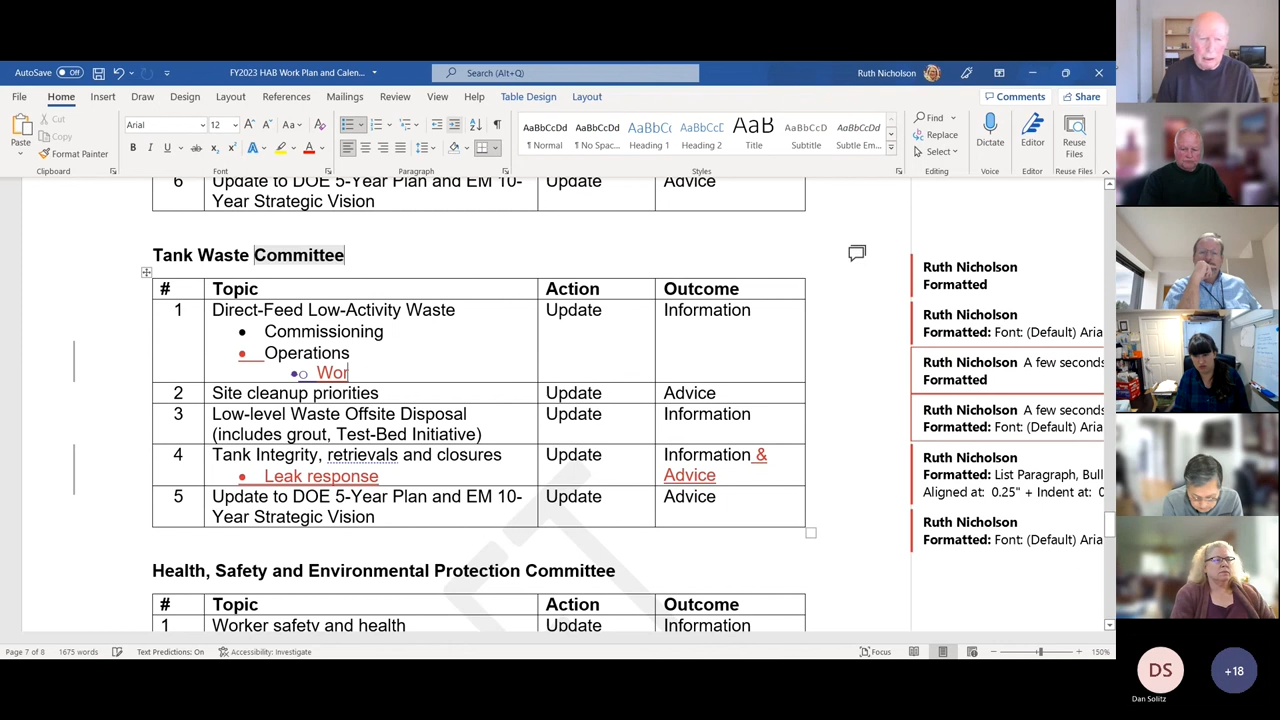 AutoSave Off FY2023 HAB Work Plan and Calen... Search (Alt+Q) Ruth Nicholson
File Home Insert Draw Design Layout References Mailings Review View Help Table Design Layout Comments Share
Paste
Cut
Copy
Format Painter
Clipboard
Arial 12
Font
Paragraph
AaBbCcDd AaBbCcDd AaBbC AaBbCcD AaB AaBbCcD AaBbCcDd
¶ Normal ¶ No Spac... Heading 1 Heading 2 Title Subtitle Subtle Em...
Styles
Find
Replace
Select
Editing
Dictate
Voice
Editor
Editor
Reuse Files
Reuse Files
6 Update to DOE 5-Year Plan and EM 10- Update Advice
Year Strategic Vision
Tank Waste Committee
# Topic Action Outcome
1 Direct-Feed Low-Activity Waste Update Information
• Commissioning
• Operations
o Wor
2 Site cleanup priorities Update Advice
3 Low-level Waste Offsite Disposal Update Information
(includes grout, Test-Bed Initiative)
4 Tank Integrity, retrievals and closures Update Information &
• Leak response Advice
5 Update to DOE 5-Year Plan and EM 10- Update Advice
Year Strategic Vision
Health, Safety and Environmental Protection Committee
# Topic Action Outcome
1 Worker safety and health Update Information
Ruth Nicholson
Formatted
Ruth Nicholson
Formatted: Font: (Default) Aria
Ruth Nicholson A few seconds
Formatted
Ruth Nicholson A few seconds
Formatted: Font: (Default) Aria
Ruth Nicholson
Formatted: List Paragraph, Bull
Aligned at: 0.25" + Indent at: 0
Ruth Nicholson
Formatted: Font: (Default) Aria
Page 7 of 8 1675 words Text Predictions: On Accessibility: Investigate Focus 150%
DS
Dan Solitz
+18